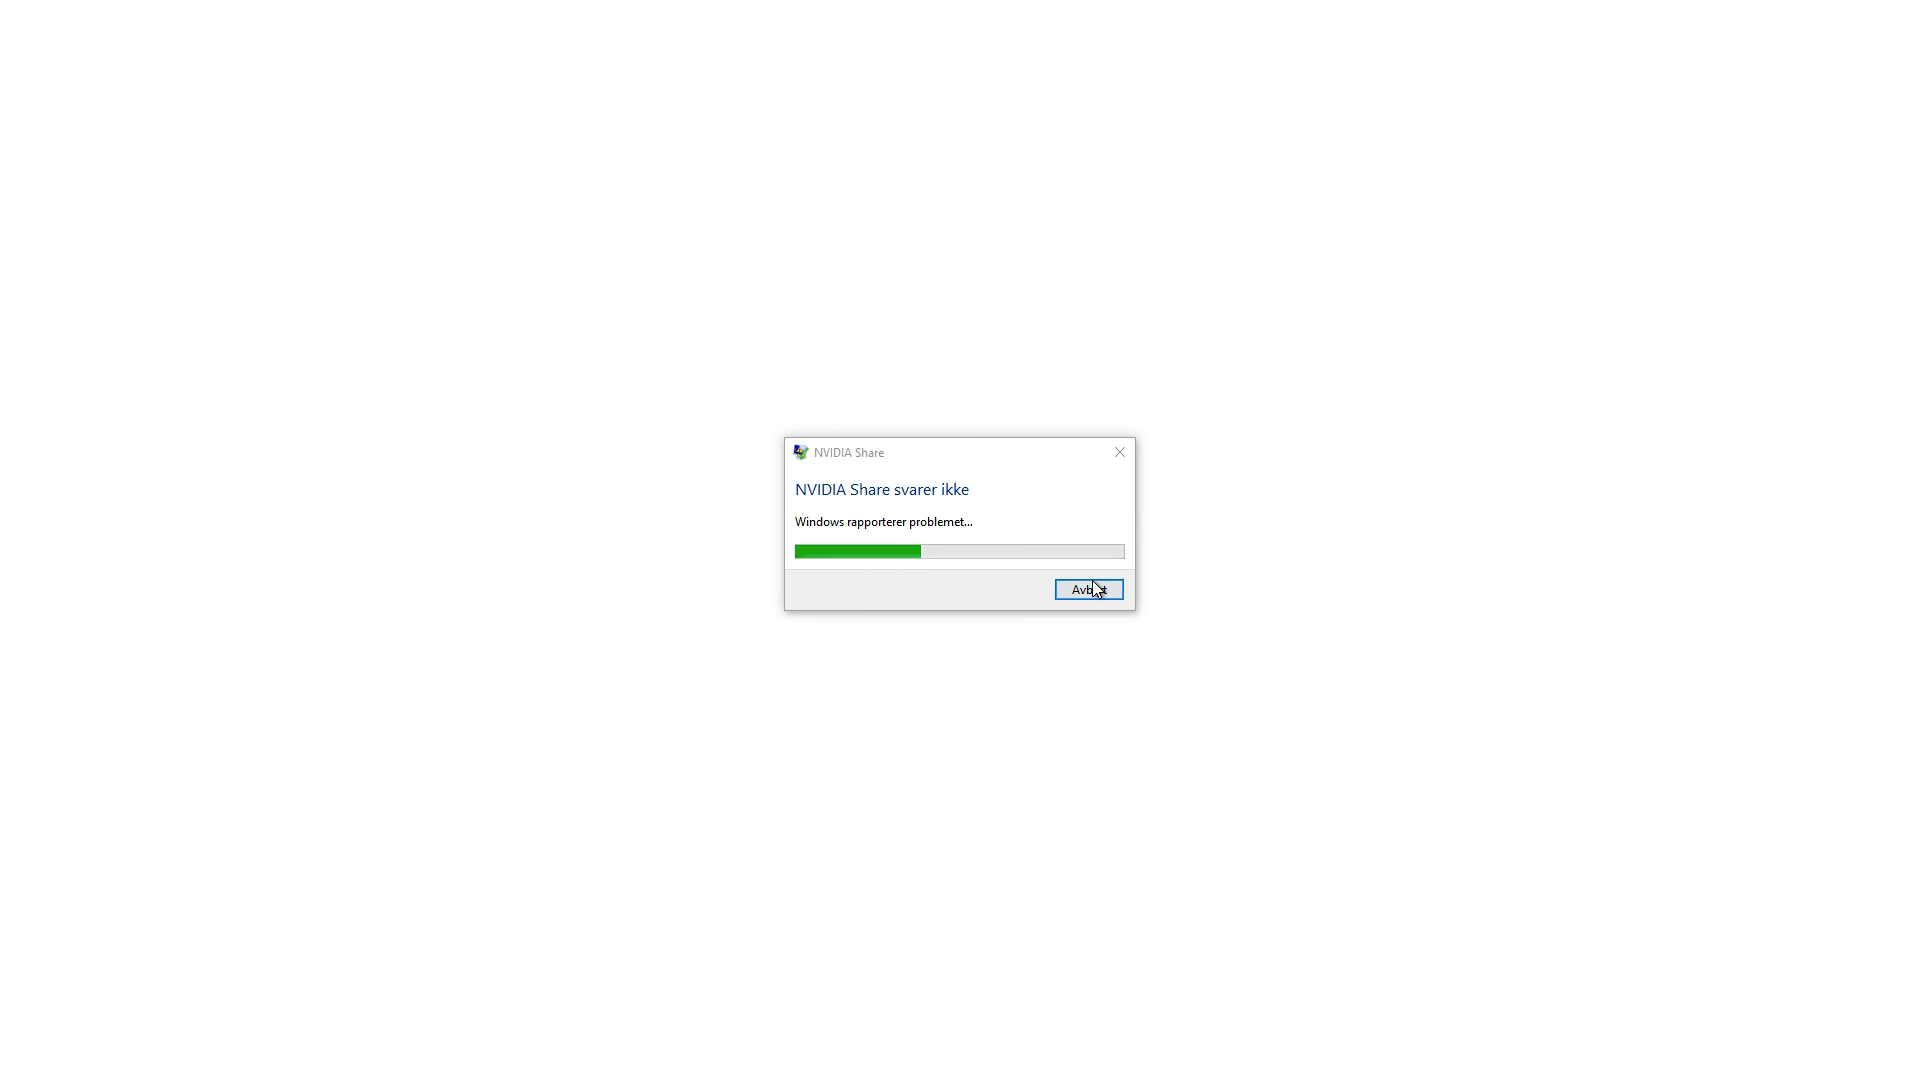 NVIDIA Share
NVIDIA Share svarer ikke
Windows rapporterer problemet...